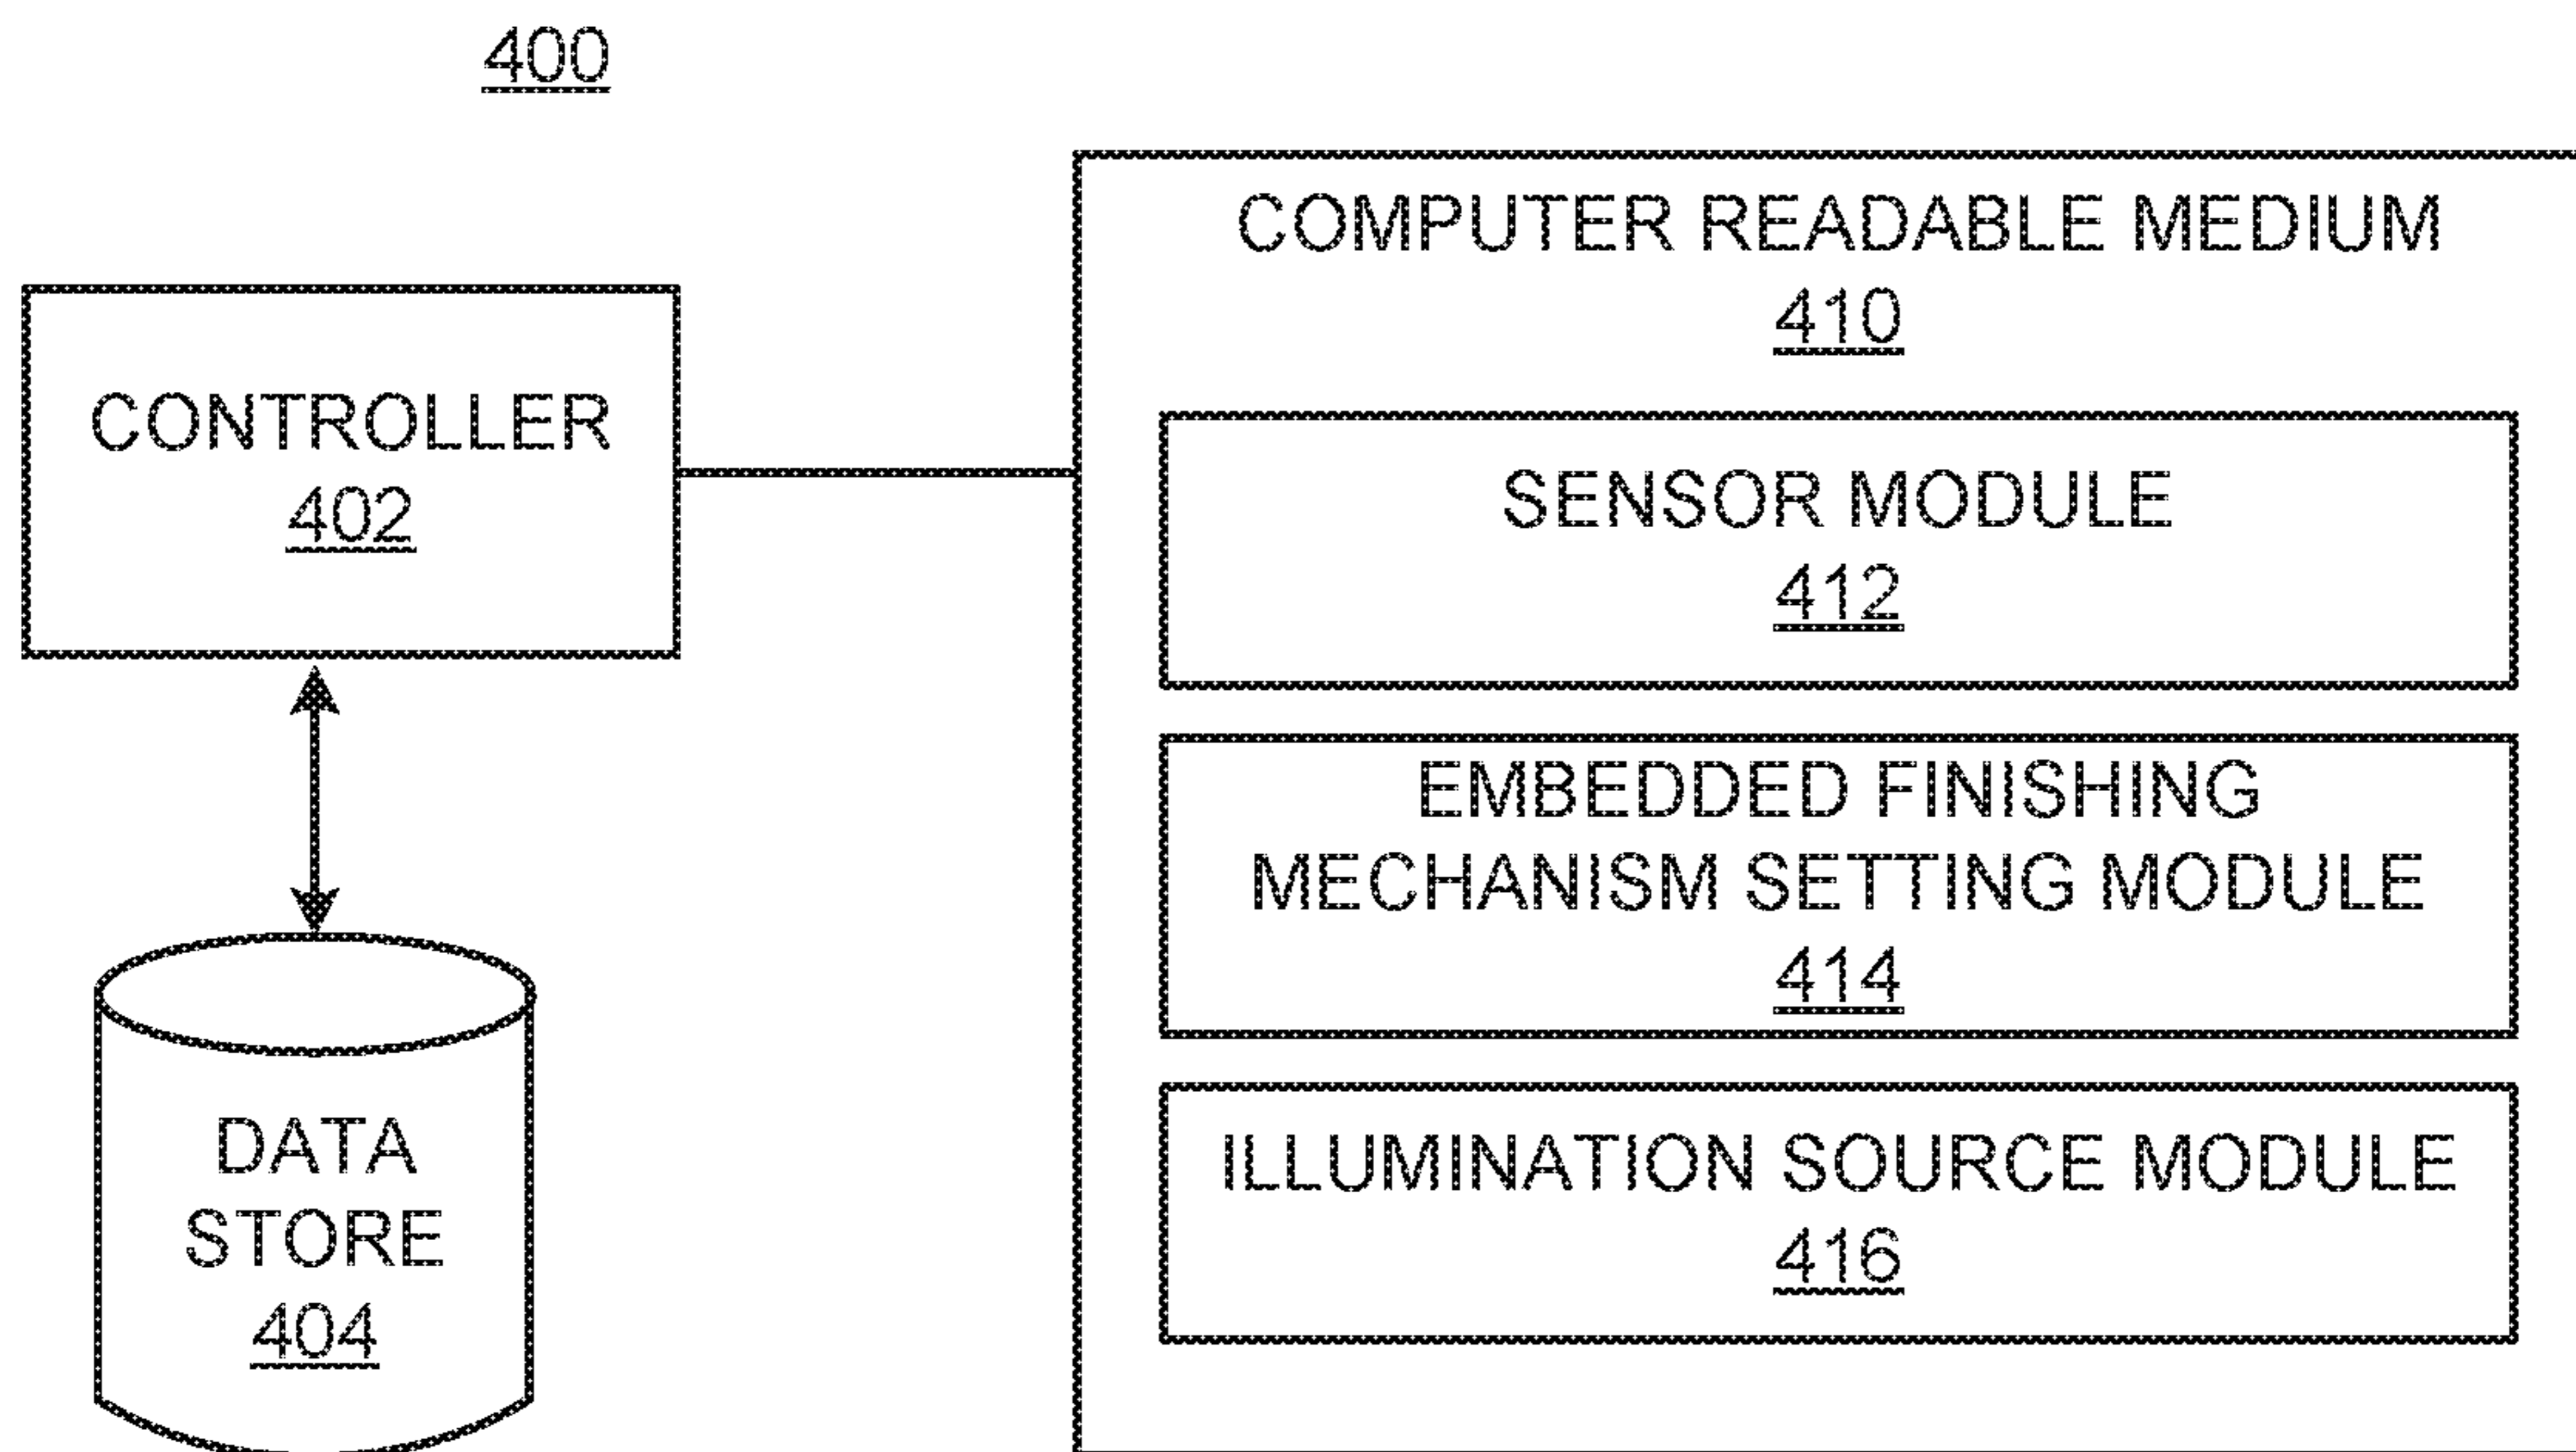 400
CONTROLLER
402
DATA
STORE
404
COMPUTER READABLE MEDIUM
410
SENSOR MODULE
412
EMBEDDED FINISHING
MECHANISM SETTING MODULE
414
ILLUMINATION SOURCE MODULE
416